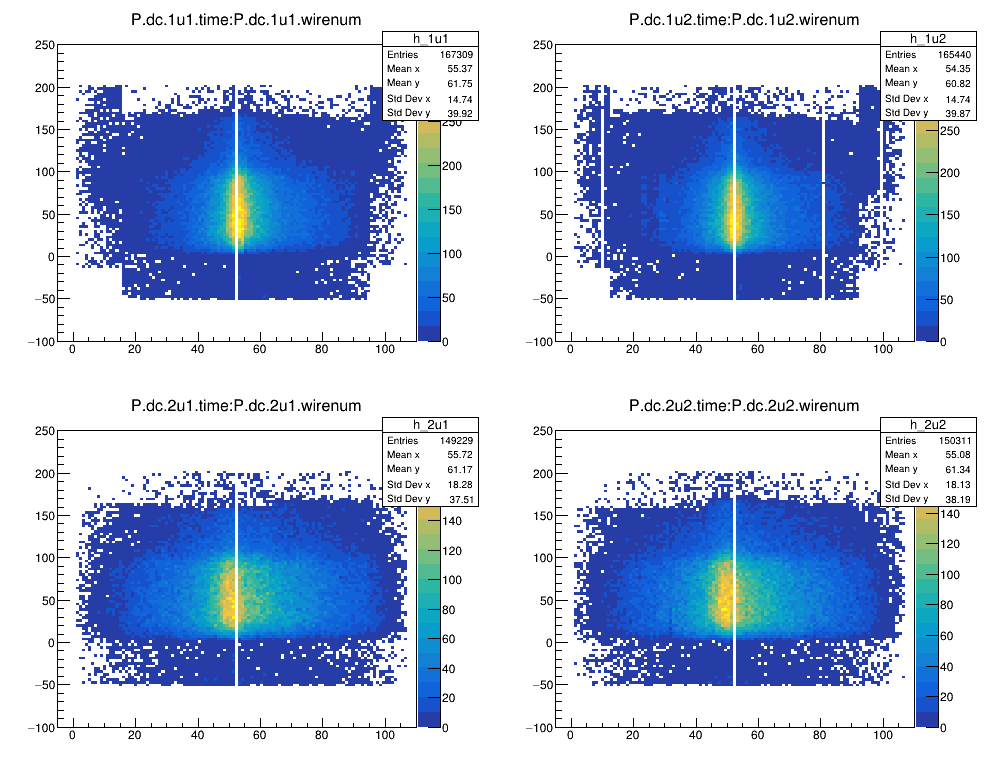 P.dc.1u1.time:P.dc.1u1.wirenum
h_1u1
Entries 167309
Mean x 55.37
Mean y 61.75
Std Dev x 14.74
Std Dev y 39.92
250
200
150
100
50
0
−50
−100
0 20 40 60 80 100
250
200
150
100
50
0
P.dc.1u2.time:P.dc.1u2.wirenum
h_1u2
Entries 165440
Mean x 54.35
Mean y 60.82
Std Dev x 14.74
Std Dev y 39.87
250
200
150
100
50
0
−50
−100
0 20 40 60 80 100
250
200
150
100
50
0
P.dc.2u1.time:P.dc.2u1.wirenum
h_2u1
Entries 149229
Mean x 55.72
Mean y 61.17
Std Dev x 18.28
Std Dev y 37.51
250
200
150
100
50
0
−50
−100
0 20 40 60 80 100
140
120
100
80
60
40
20
0
P.dc.2u2.time:P.dc.2u2.wirenum
h_2u2
Entries 150311
Mean x 55.08
Mean y 61.34
Std Dev x 18.13
Std Dev y 38.19
250
200
150
100
50
0
−50
−100
0 20 40 60 80 100
140
120
100
80
60
40
20
0